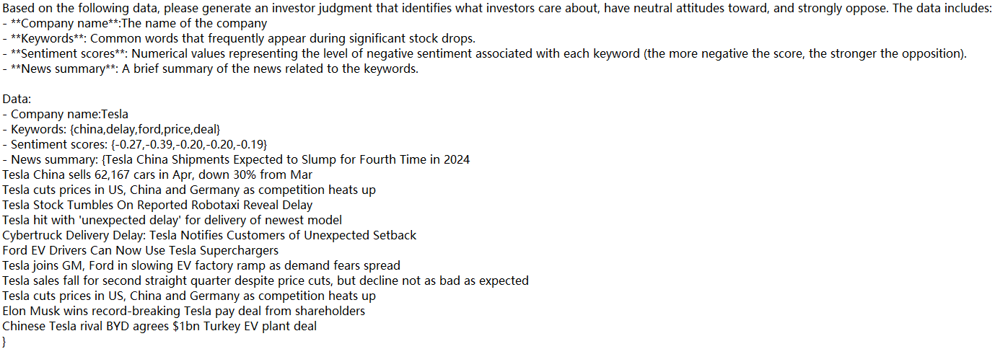 Based on the following data, please generate an investor judgment that identifies what investors care about, have neutral attitudes toward, and strongly oppose. The data includes:
- **Company name**:The name of the company
- **Keywords**: Common words that frequently appear during significant stock drops.
- **Sentiment scores**: Numerical values representing the level of negative sentiment associated with each keyword (the more negative the score, the stronger the opposition).
- **News summary**: A brief summary of the news related to the keywords.

Data:
- Company name:Tesla
- Keywords: {china,delay,ford,price,deal}
- Sentiment scores: {-0.27,-0.39,-0.20,-0.20,-0.19}
- News summary: {Tesla China Shipments Expected to Slump for Fourth Time in 2024
Tesla China sells 62,167 cars in Apr, down 30% from Mar
Tesla cuts prices in US, China and Germany as competition heats up
Tesla Stock Tumbles On Reported Robotaxi Reveal Delay
Tesla hit with 'unexpected delay' for delivery of newest model
Cybertruck Delivery Delay: Tesla Notifies Customers of Unexpected Setback
Ford EV Drivers Can Now Use Tesla Superchargers
Tesla joins GM, Ford in slowing EV factory ramp as demand fears spread
Tesla sales fall for second straight quarter despite price cuts, but decline not as bad as expected
Tesla cuts prices in US, China and Germany as competition heats up
Elon Musk wins record-breaking Tesla pay deal from shareholders
Chinese Tesla rival BYD agrees $1bn Turkey EV plant deal
}